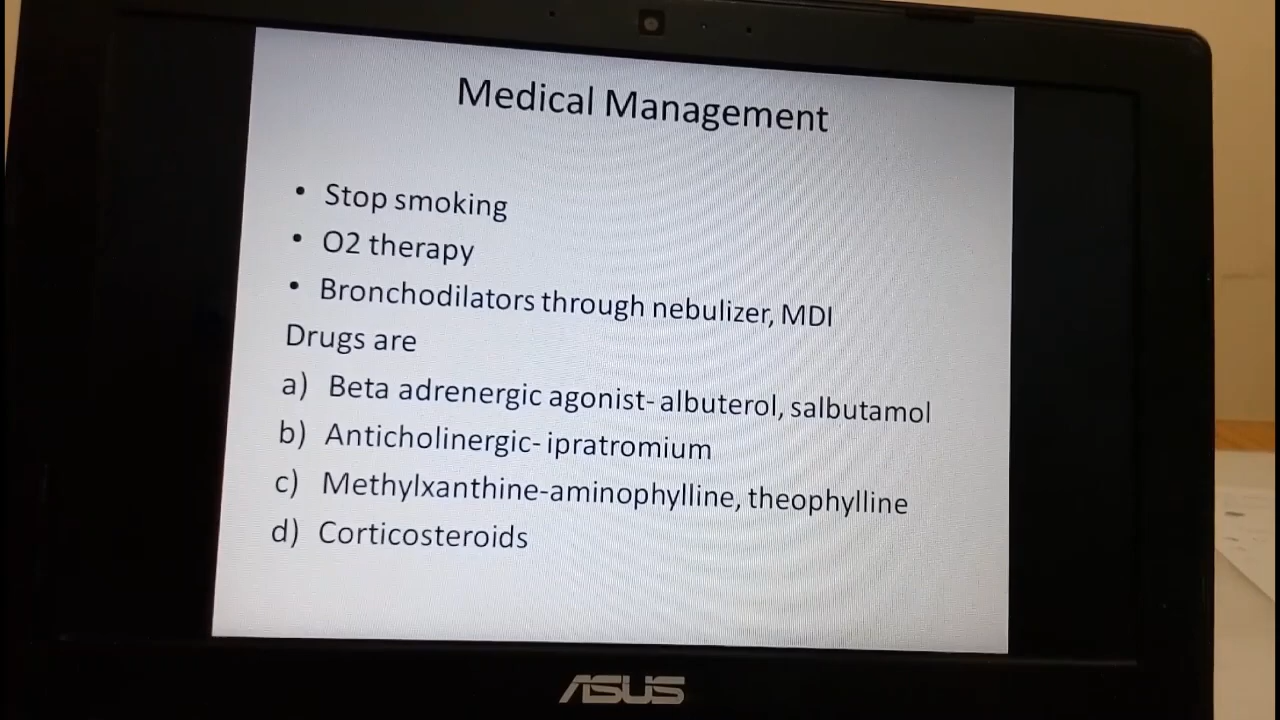 Medical Management
• Stop smoking
• O2 therapy
• Bronchodilators through nebulizer, MDI
Drugs are
a) Beta adrenergic agonist- albuterol, salbutamol
b) Anticholinergic- ipratromium
c) Methylxanthine-aminophylline, theophylline
d) Corticosteroids
ASUS